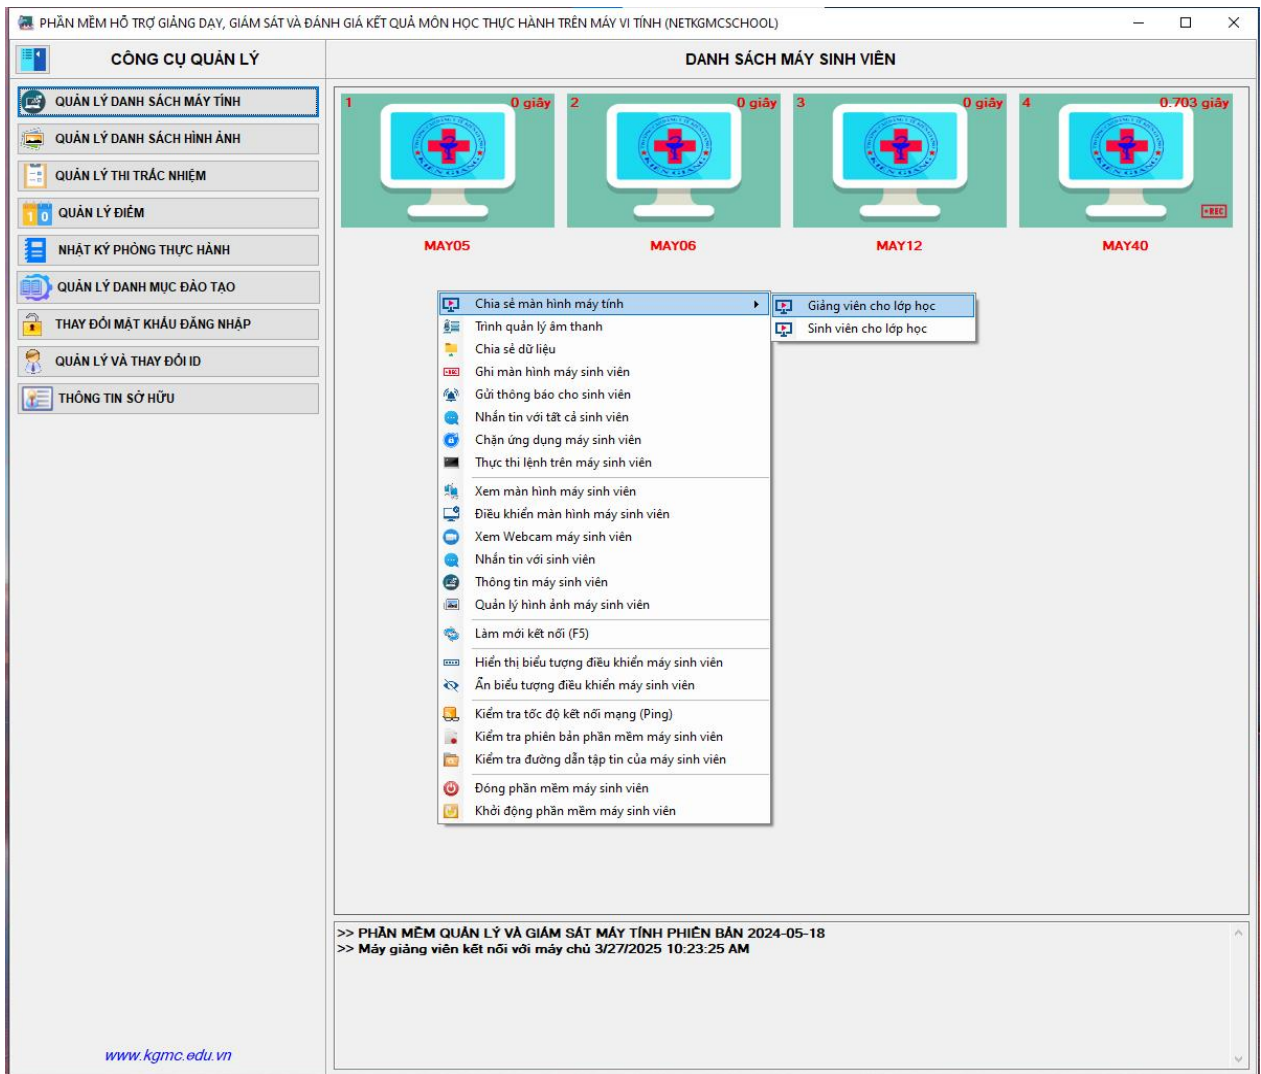 PHẦN MỀM HỖ TRỢ GIẢNG DẠY, GIÁM SÁT VÀ ĐÁNH GIÁ KẾT QUẢ MÔN HỌC THỰC HÀNH TRÊN MÁY VI TÍNH (NETKGMCSCHOOL)
CÔNG CỤ QUẢN LÝ
DANH SÁCH MÁY SINH VIÊN
QUẢN LÝ DANH SÁCH MÁY TÍNH
QUẢN LÝ DANH SÁCH HÌNH ẢNH
QUẢN LÝ THI TRẮC NHIỆM
QUẢN LÝ ĐIỂM
NHẬT KÝ PHÒNG THỰC HÀNH
QUẢN LÝ DANH MỤC ĐÀO TẠO
THAY ĐỔI MẬT KHẨU ĐĂNG NHẬP
QUẢN LÝ VÀ THAY ĐỔI ID
THÔNG TIN SỞ HỮU
1 0 giây 2 0 giây 3 0 giây 4 0.703 giây
REC
MAY05 MAY06 MAY12 MAY40
Chia sẻ màn hình máy tính
Trình quản lý âm thanh
Chia sẻ dữ liệu
Ghi màn hình máy sinh viên
Gửi thông báo cho sinh viên
Nhắn tin với tất cả sinh viên
Chặn ứng dụng máy sinh viên
Thực thi lệnh trên máy sinh viên
Xem màn hình máy sinh viên
Điều khiển màn hình máy sinh viên
Xem Webcam máy sinh viên
Nhắn tin với sinh viên
Thông tin máy sinh viên
Quản lý hình ảnh máy sinh viên
Làm mới kết nối (F5)
Hiển thị biểu tượng điều khiển máy sinh viên
Ẩn biểu tượng điều khiển máy sinh viên
Kiểm tra tốc độ kết nối mạng (Ping)
Kiểm tra phiên bản phần mềm máy sinh viên
Kiểm tra đường dẫn tập tin của máy sinh viên
Đóng phần mềm máy sinh viên
Khởi động phần mềm máy sinh viên
Giảng viên cho lớp học
Sinh viên cho lớp học
>> PHẦN MỀM QUẢN LÝ VÀ GIÁM SÁT MÁY TÍNH PHIÊN BẢN 2024-05-18
>> Máy giảng viên kết nối với máy chủ 3/27/2025 10:23:25 AM
www.kgmc.edu.vn